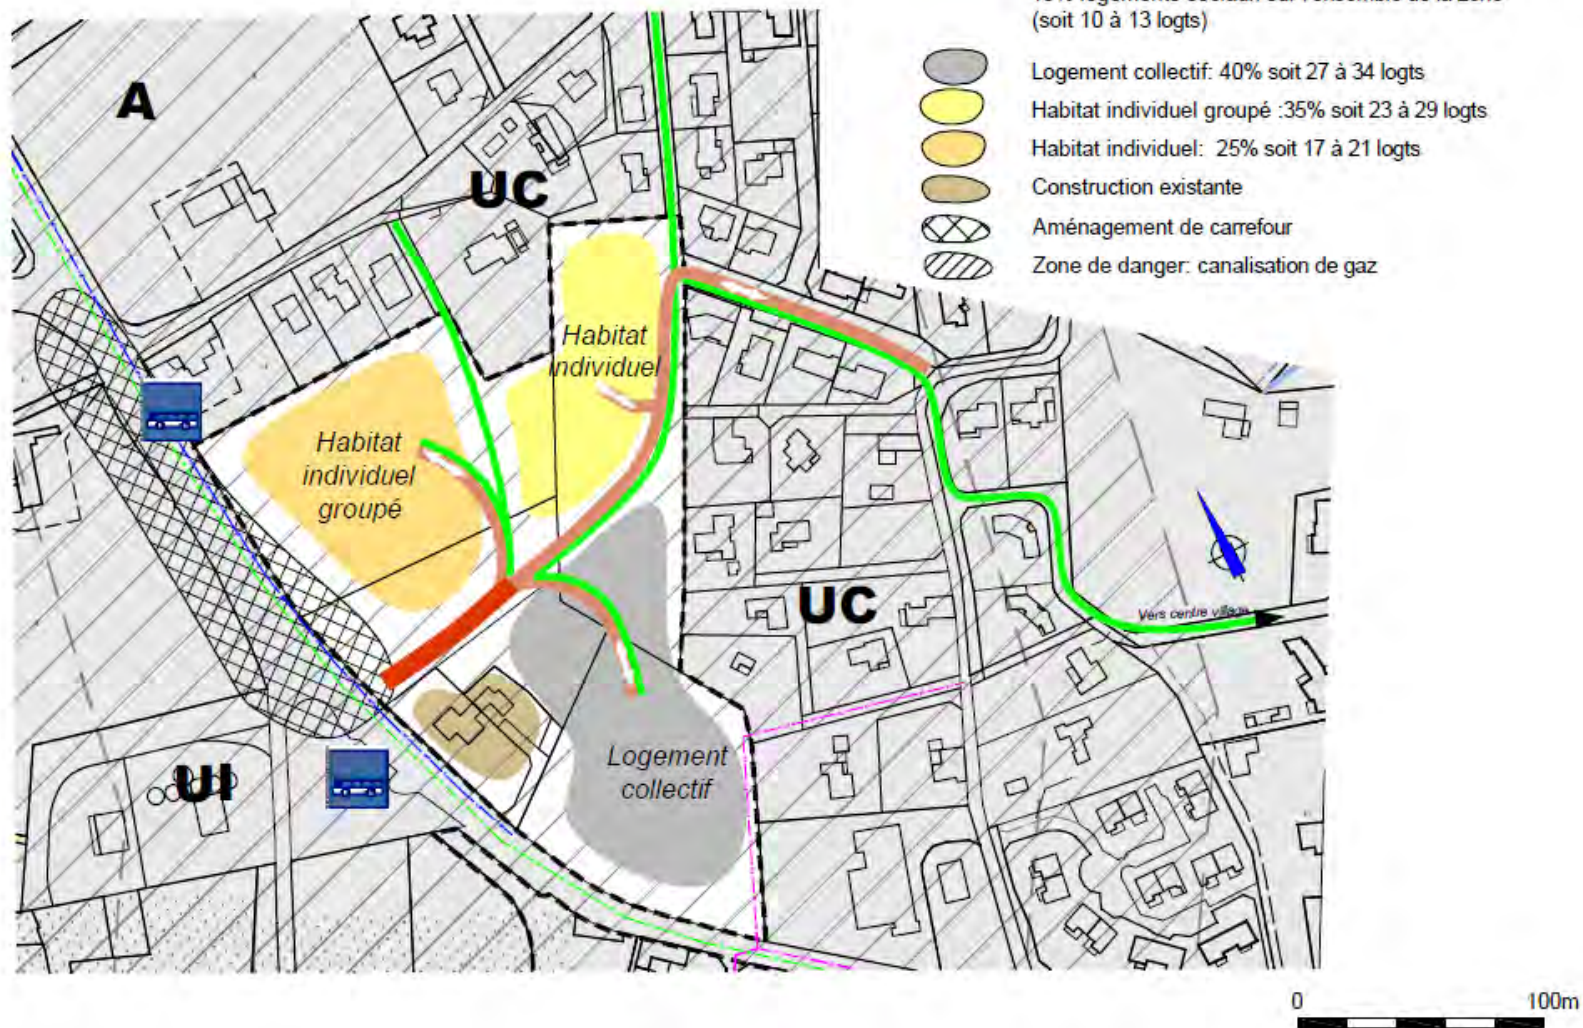 (soit 10 à 13 logts)
Logement collectif: 40% soit 27 à 34 logts
Habitat individuel groupé :35% soit 23 à 29 logts
Habitat individuel: 25% soit 17 à 21 logts
Construction existante
Aménagement de carrefour
Zone de danger: canalisation de gaz
A
UC
Habitat
individuel
Habitat
individuel
groupé
UC
Vers centre village
Logement
collectif
UI
0 100m